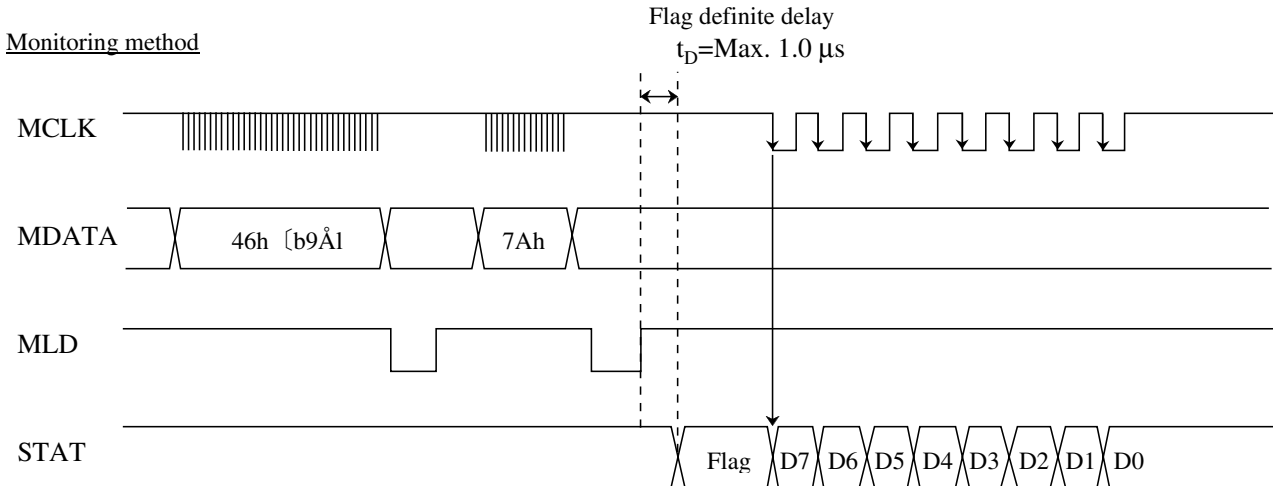 Flag definite delay
Monitoring method
tD=Max. 1.0 μs
MCLK
MDATA
46h 〔b9Ål
7Ah
MLD
STAT
Flag
D7
D6
D5
D4
D3
D2
D1
D0